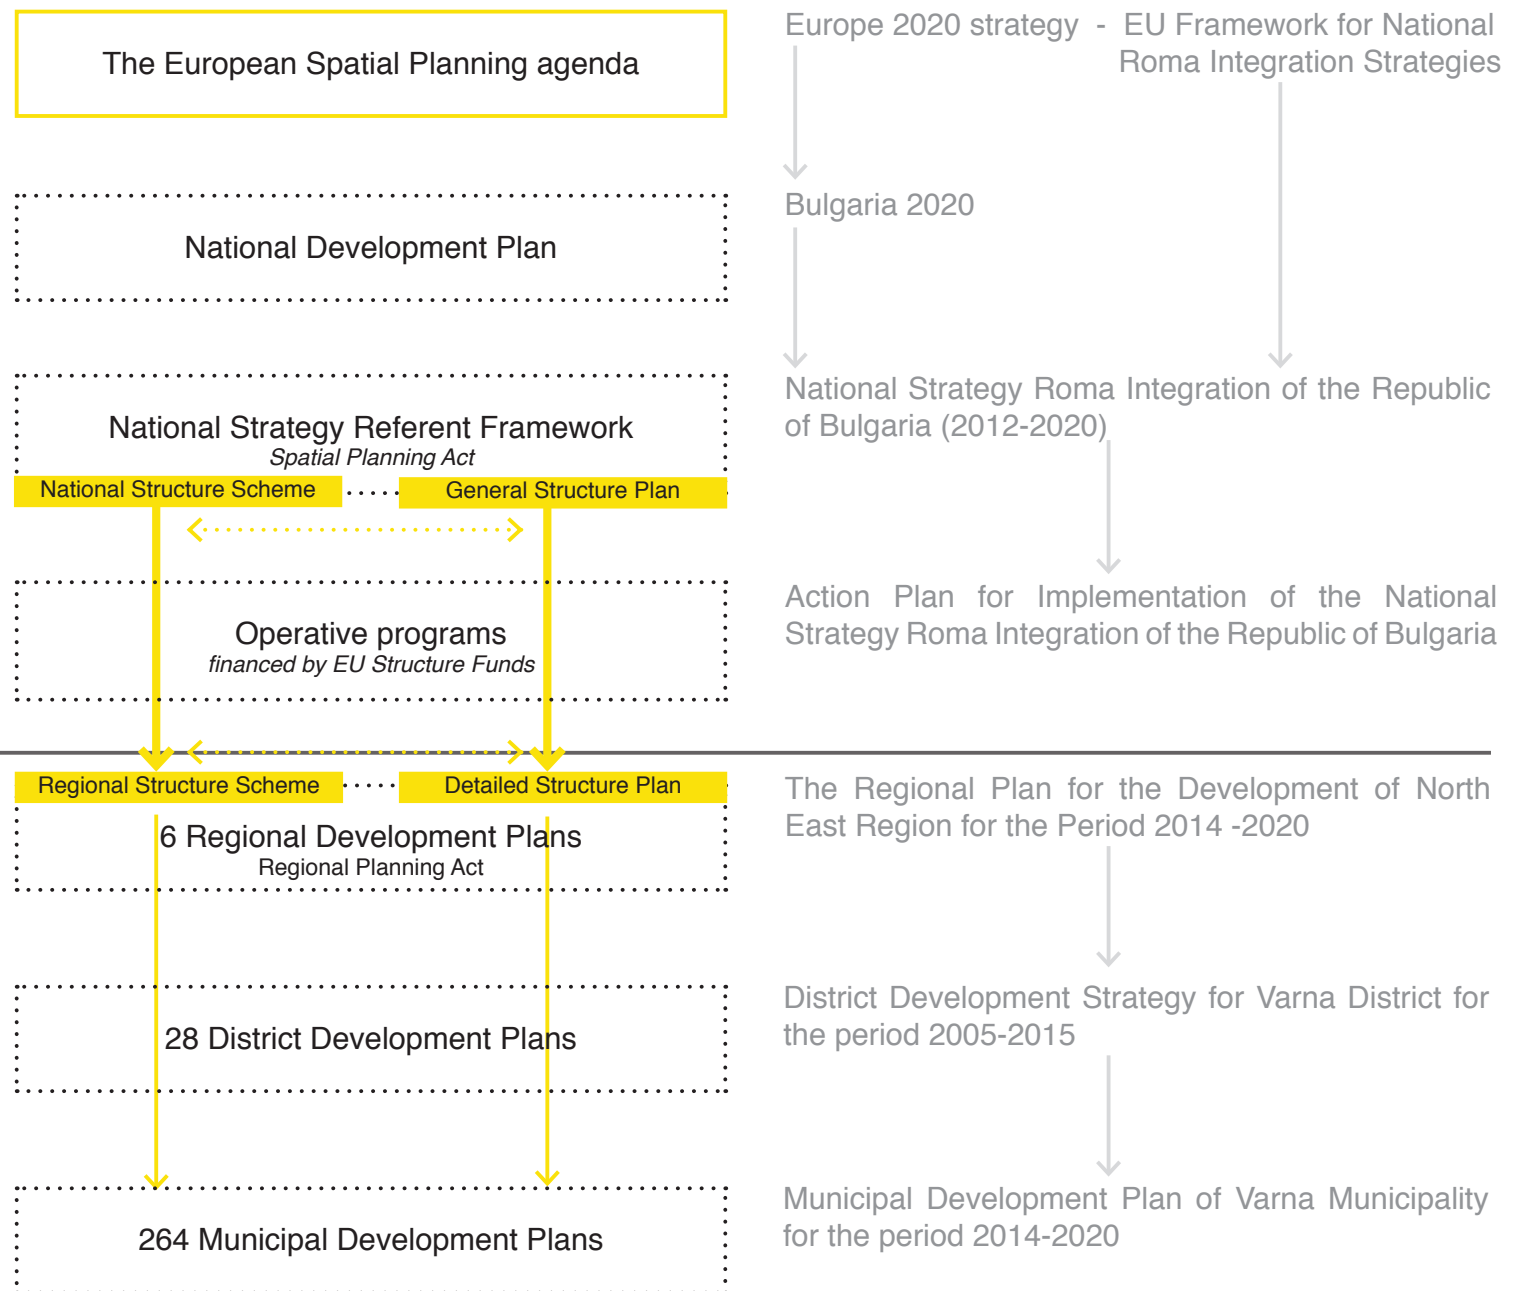 The European Spatial Planning agenda
Europe 2020 strategy - EU Framework for National
Roma Integration Strategies
National Development Plan
Bulgaria 2020
National Strategy Referent Framework
Spatial Planning Act
National Structure Scheme
General Structure Plan
National Strategy Roma Integration of the Republic
of Bulgaria (2012-2020)
Operative programs
financed by EU Structure Funds
Action Plan for Implementation of the National
Strategy Roma Integration of the Republic of Bulgaria
Regional Structure Scheme
Detailed Structure Plan
6 Regional Development Plans
Regional Planning Act
The Regional Plan for the Development of North
East Region for the Period 2014 -2020
28 District Development Plans
District Development Strategy for Varna District for
the period 2005-2015
264 Municipal Development Plans
Municipal Development Plan of Varna Municipality
for the period 2014-2020